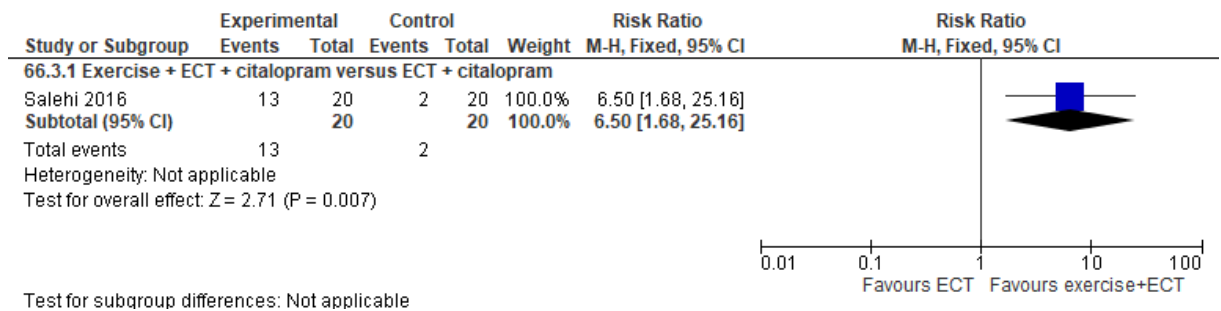 Experimental Control Risk Ratio Risk Ratio
Study or Subgroup Events Total Events Total Weight M-H, Fixed, 95% CI M-H, Fixed, 95% CI
66.3.1 Exercise + ECT + citalopram versus ECT + citalopram
Salehi 2016 13 20 2 20 100.0% 6.50 [1.68, 25.16]
Subtotal (95% CI) 20 20 100.0% 6.50 [1.68, 25.16]
Total events 13 2
Heterogeneity: Not applicable
Test for overall effect: Z = 2.71 (P = 0.007)
0.01 0.1 1 10 100
Favours ECT Favours exercise+ECT
Test for subgroup differences: Not applicable